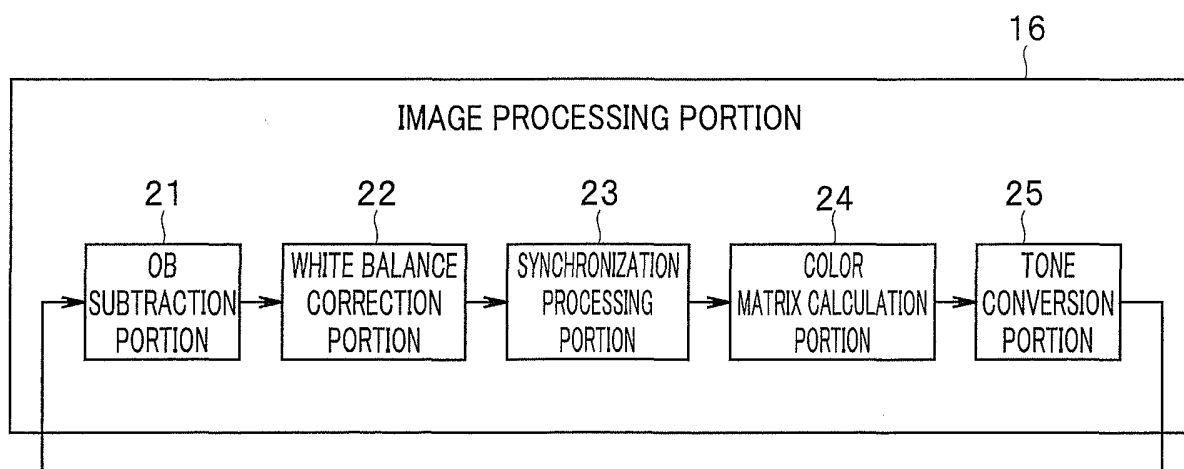 16
IMAGE PROCESSING PORTION
21
22
23
24
25
OB
SUBTRACTION
PORTION
WHITE BALANCE
CORRECTION
PORTION
SYNCHRONIZATION
PROCESSING
PORTION
COLOR
MATRIX CALCULATION
PORTION
TONE
CONVERSION
PORTION